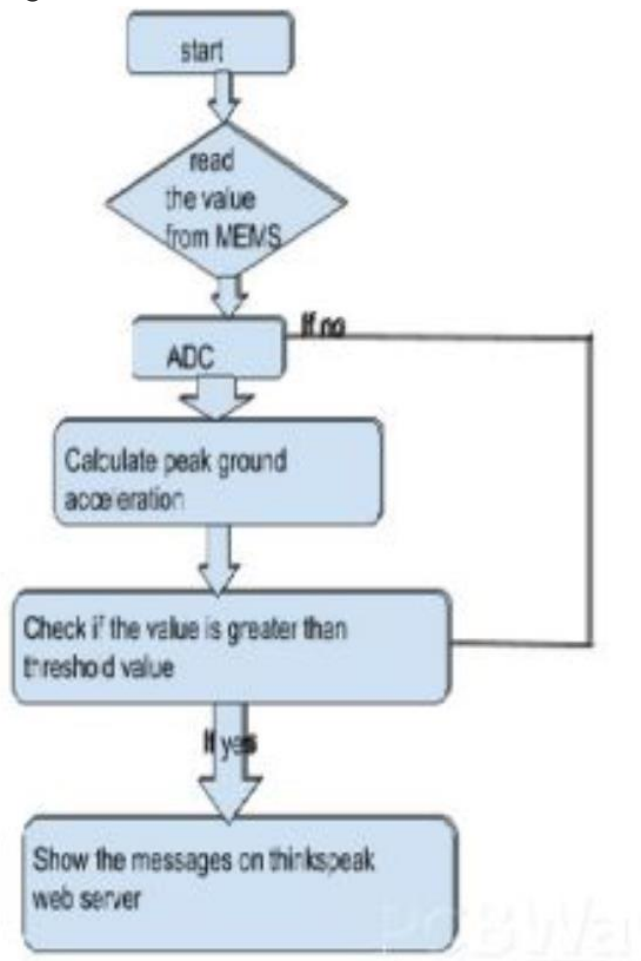 start
read
the value
from MEMS
If no
ADC
Calculate peak ground
acceleration
Check if the value is greater than
threshold value
If yes
Show the messages on thinkspeak
web server